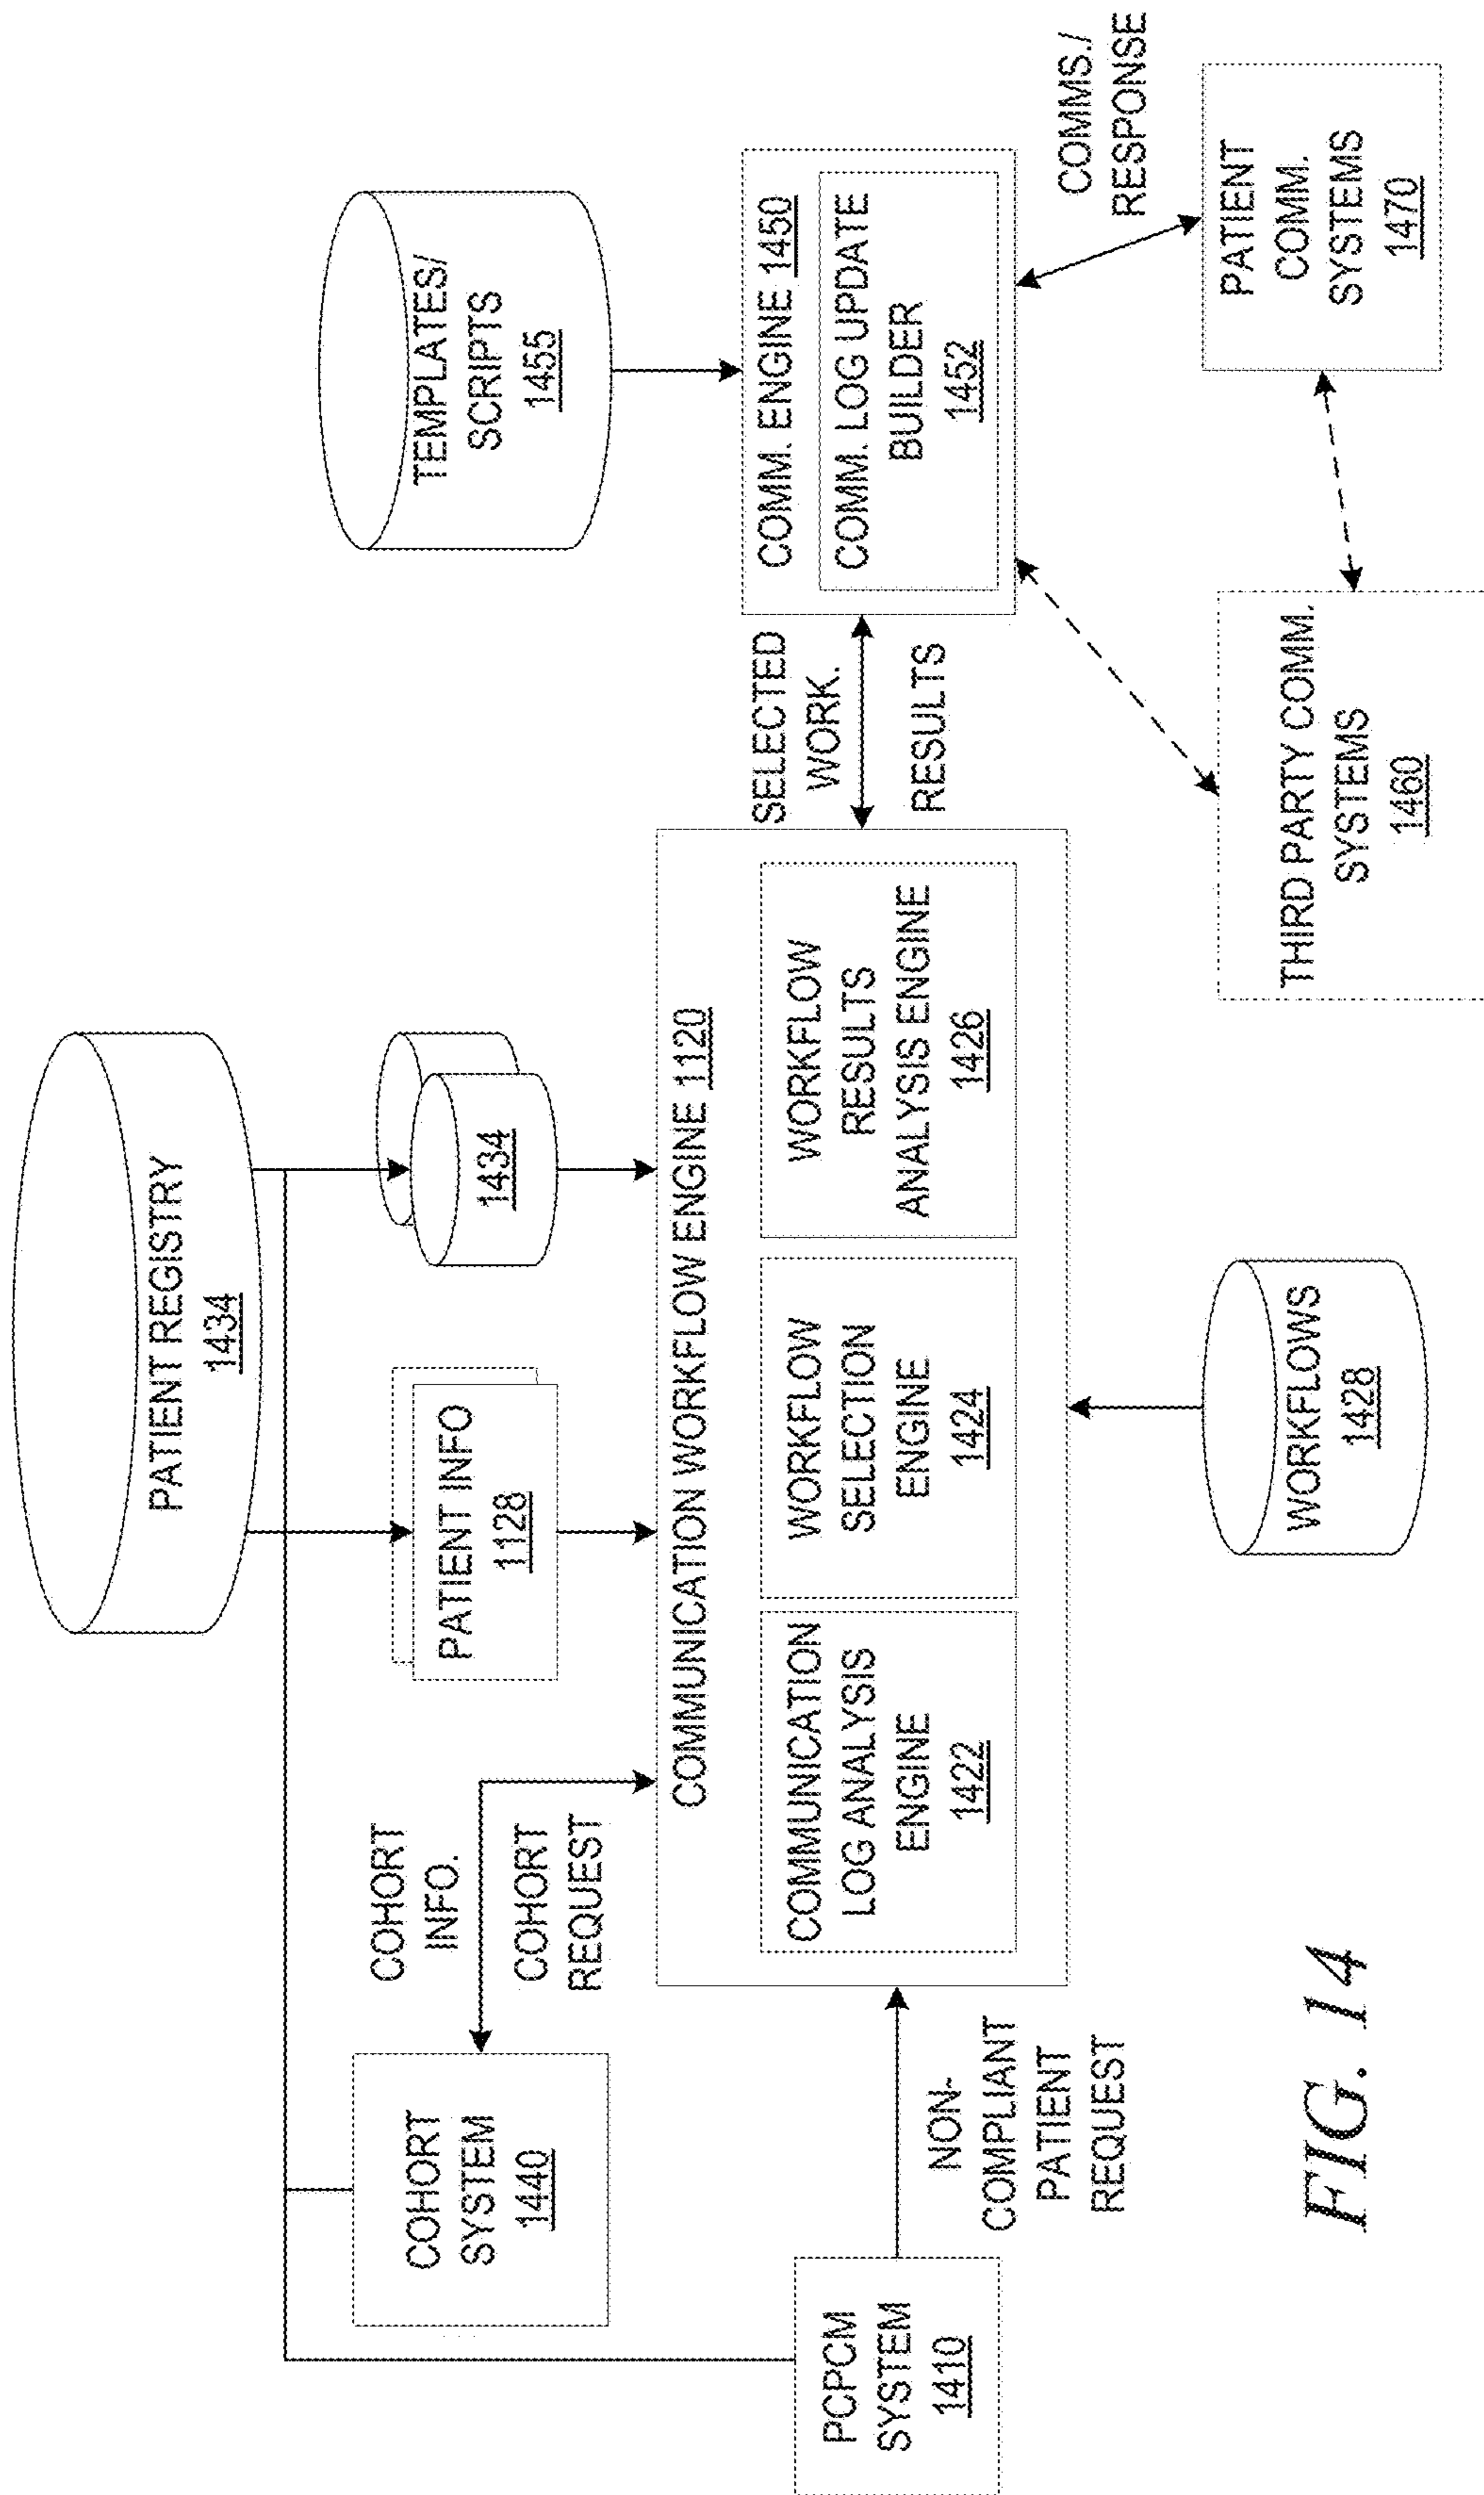 PATIENT REGISTRY
1434
COHORT
SYSTEM
1440
COHORT
INFO.
COHORT
REQUEST
PATIENT INFO
1128
1434
TEMPLATES/
SCRIPTS
1455
PCPCM
SYSTEM
1410
NON-
COMPLIANT
PATIENT
REQUEST
COMMUNICATION WORKFLOW ENGINE 1120
COMMUNICATION
LOG ANALYSIS
ENGINE
1422
WORKFLOW
SELECTION
ENGINE
1424
WORKFLOW
RESULTS
ANALYSIS ENGINE
1426
SELECTED
WORK.
RESULTS
COMM. ENGINE 1450
COMM. LOG UPDATE
BUILDER
1452
COMMS./
RESPONSE
WORKFLOWS
1428
THIRD PARTY COMM.
SYSTEMS
1460
PATIENT
COMM.
SYSTEMS
1470
FIG. 14